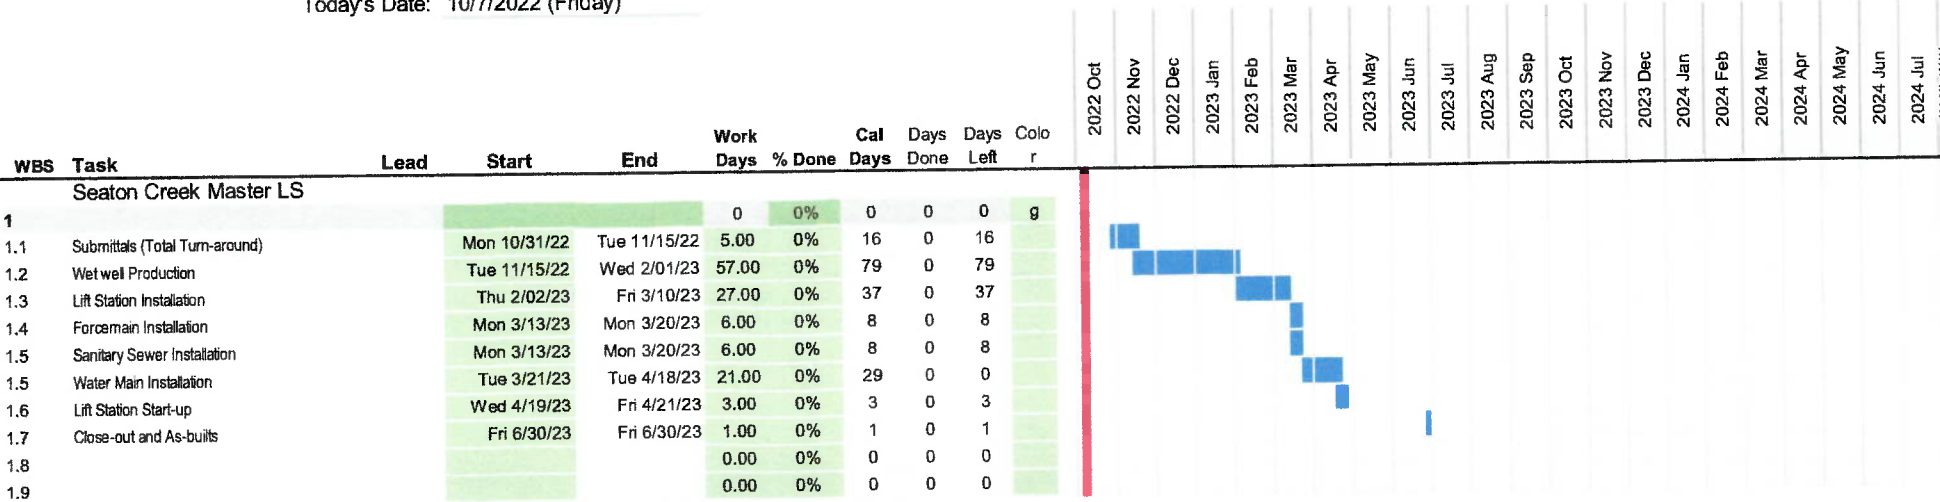 Today's Date: 10/7/2022 (Friday)
2022 Oct 2022 Nov 2022 Dec 2023 Jan 2023 Feb 2023 Mar 2023 Apr 2023 May 2023 Jun 2023 Jul 2023 Aug 2023 Sep 2023 Oct 2023 Nov 2023 Dec 2024 Jan 2024 Feb 2024 Mar 2024 Apr 2024 May 2024 Jun 2024 Jul
Work Cal Days Days Colo
WBS Task Lead Start End Days % Done Days Done Left r
Seaton Creek Master LS
1 0 0% 0 0 0 g
1.1 Submittals (Total Turn-around) Mon 10/31/22 Tue 11/15/22 5.00 0% 16 0 16
1.2 Wetwell Production Tue 11/15/22 Wed 2/01/23 57.00 0% 79 0 79
1.3 Lift Station Installation Thu 2/02/23 Fri 3/10/23 27.00 0% 37 0 37
1.4 Forcemain Installation Mon 3/13/23 Mon 3/20/23 6.00 0% 8 0 8
1.5 Sanitary Sewer Installation Mon 3/13/23 Mon 3/20/23 6.00 0% 8 0 8
1.5 Water Main Installation Tue 3/21/23 Tue 4/18/23 21.00 0% 29 0 0
1.6 Lift Station Start-up Wed 4/19/23 Fri 4/21/23 3.00 0% 3 0 3
1.7 Close-out and As-builts Fri 6/30/23 Fri 6/30/23 1.00 0% 1 0 1
1.8 0.00 0% 0 0 0
1.9 0.00 0% 0 0 0